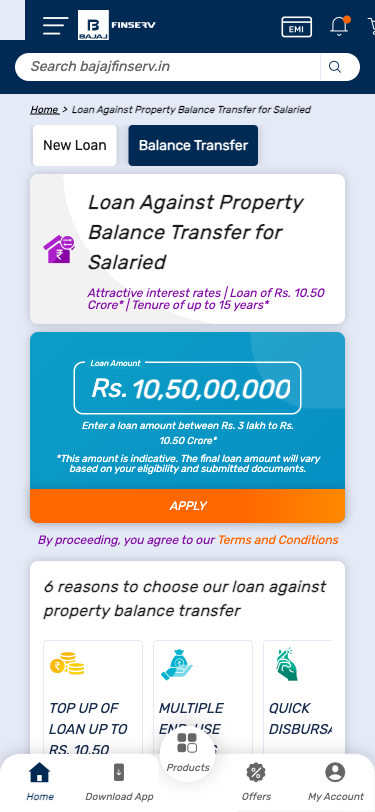 B
BAJAJ
FINSERV
EMI
Search bajajfinserv.in
Home > Loan Against Property Balance Transfer for Salaried
New Loan
Balance Transfer
Loan Against Property
Balance Transfer for
Salaried
Attractive interest rates | Loan of Rs. 10.50
Crore* | Tenure of up to 15 years*
Loan Amount
Rs. 10,50,00,000
Enter a loan amount between Rs. 3 lakh to Rs.
10.50 Crore*
*This amount is indicative. The final loan amount will vary
based on your eligibility and submitted documents.
APPLY
By proceeding, you agree to our Terms and Conditions
6 reasons to choose our loan against
property balance transfer
TOP UP OF
LOAN UP TO
RS. 10.50
MULTIPLE
QUICK
Products
Home
Download App
Offers
My Account